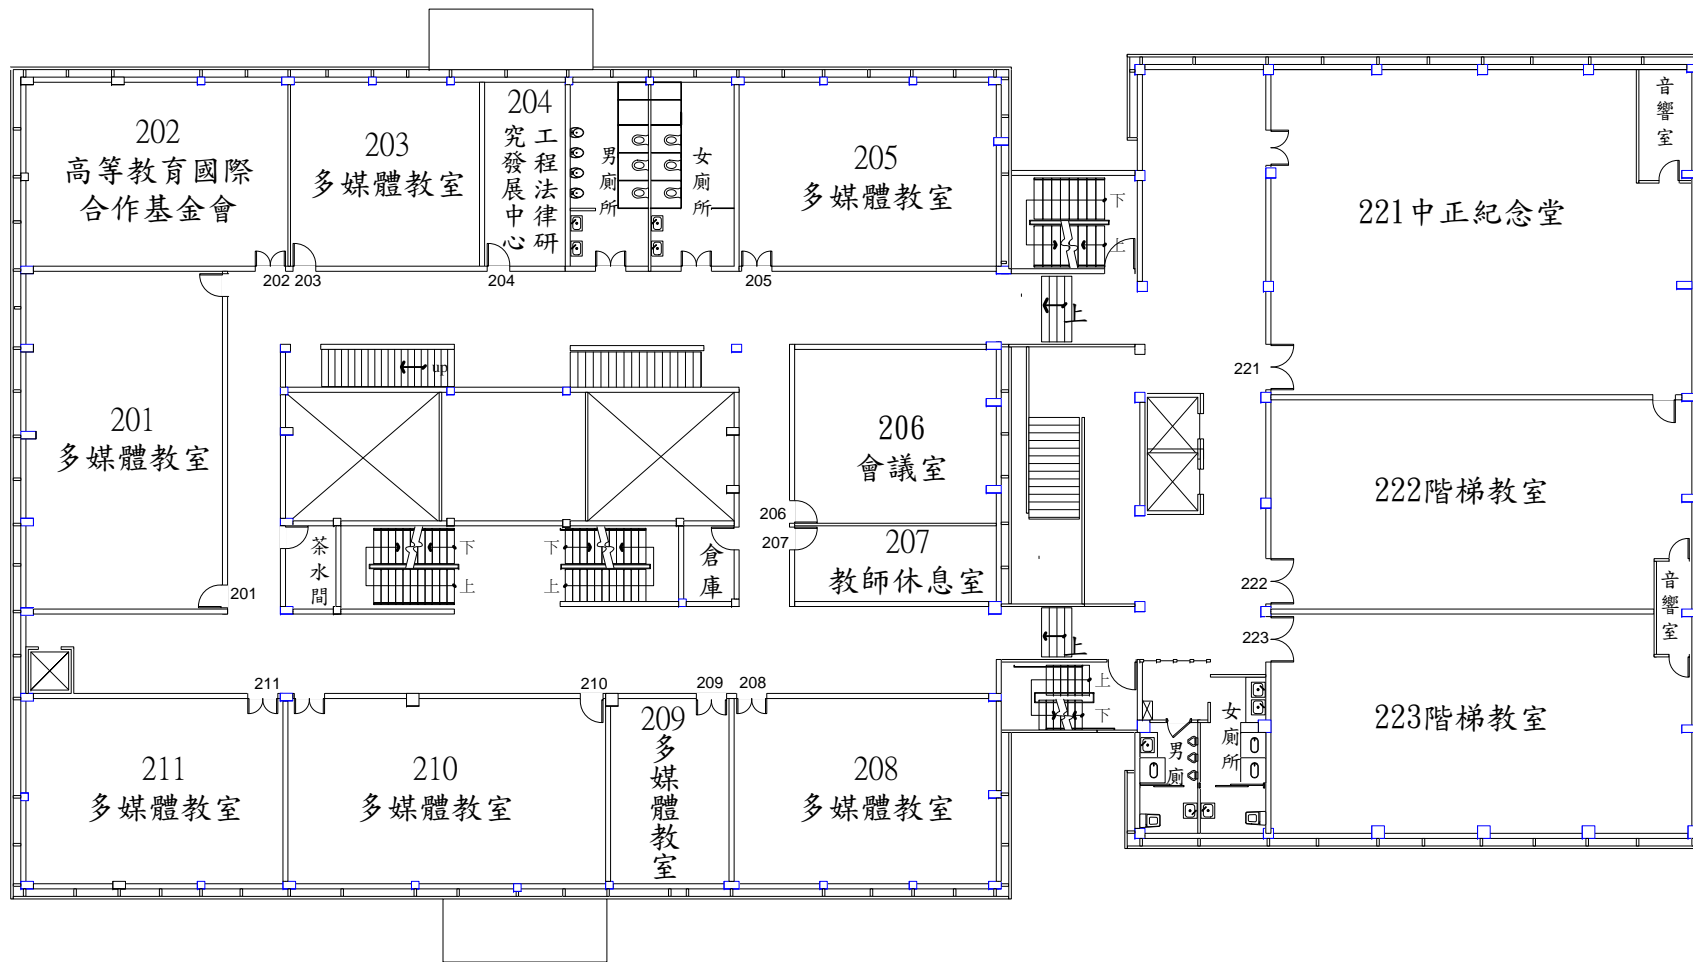 202
高等教育國際
合作基金會
203
多媒體教室
204
工程法律研
究發展中心
男廁所
女廁所
205
多媒體教室
下
上
221中正紀念堂
音響室
202
203
204
205
上
up
221
201
多媒體教室
206
會議室
222階梯教室
206
207
207
教師休息室
茶水間
下
上
下
上
倉庫
201
222
音響室
223
上
211
210
209
208
上
下
223階梯教室
女廁所
男廁
211
多媒體教室
210
多媒體教室
209
多媒體教室
208
多媒體教室